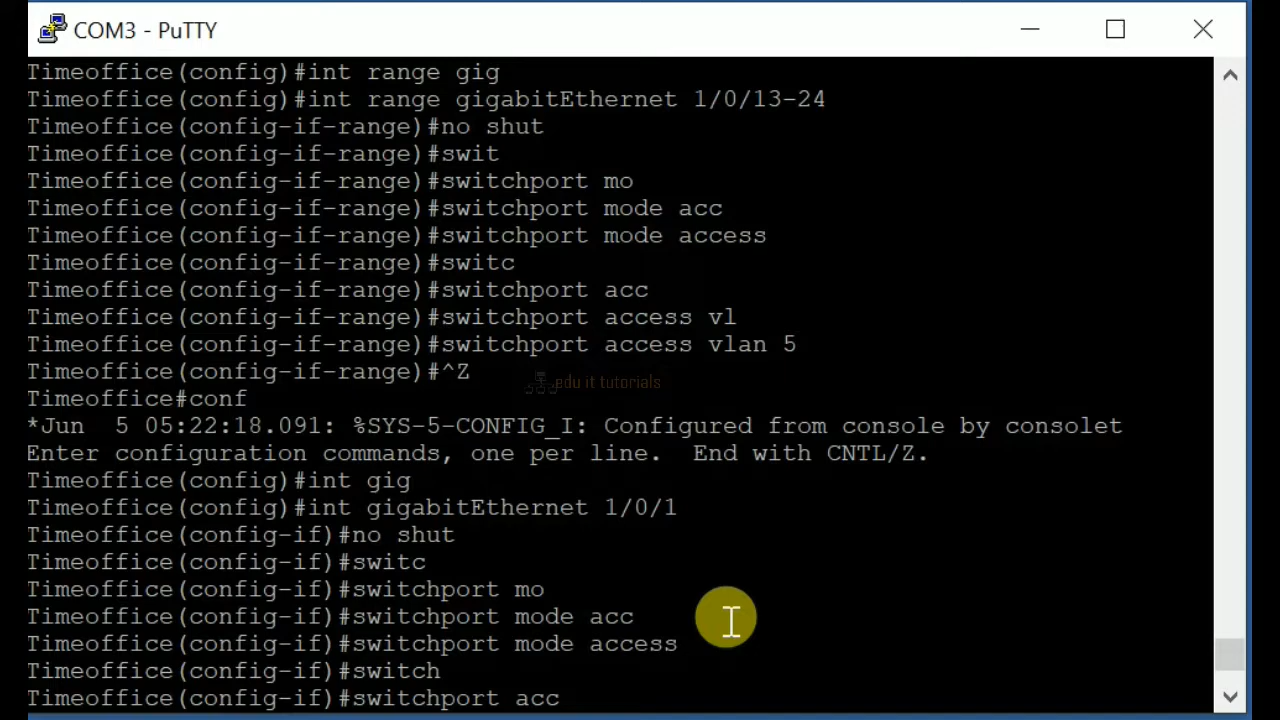 COM3 - PuTTY
Timeoffice(config)#int range gig
Timeoffice(config)#int range gigabitEthernet 1/0/13-24
Timeoffice(config-if-range)#no shut
Timeoffice(config-if-range)#swit
Timeoffice(config-if-range)#switchport mo
Timeoffice(config-if-range)#switchport mode acc
Timeoffice(config-if-range)#switchport mode access
Timeoffice(config-if-range)#switc
Timeoffice(config-if-range)#switchport acc
Timeoffice(config-if-range)#switchport access vl
Timeoffice(config-if-range)#switchport access vlan 5
Timeoffice(config-if-range)#^Z
edu it tutorials
Timeoffice#conf
*Jun  5 05:22:18.091: %SYS-5-CONFIG_I: Configured from console by consolet
Enter configuration commands, one per line.  End with CNTL/Z.
Timeoffice(config)#int gig
Timeoffice(config)#int gigabitEthernet 1/0/1
Timeoffice(config-if)#no shut
Timeoffice(config-if)#switc
Timeoffice(config-if)#switchport mo
Timeoffice(config-if)#switchport mode acc
Timeoffice(config-if)#switchport mode access
Timeoffice(config-if)#switch
Timeoffice(config-if)#switchport acc